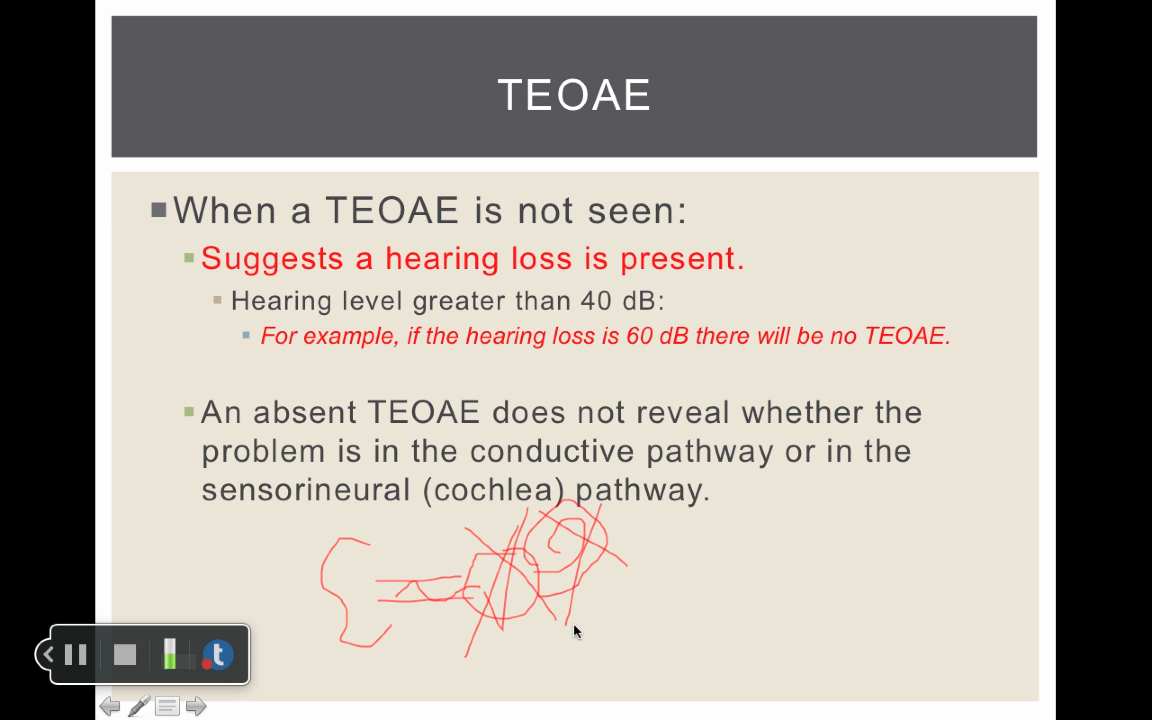 TEOAE
When a TEOAE is not seen:
Suggests a hearing loss is present.
Hearing level greater than 40 dB:
For example, if the hearing loss is 60 dB there will be no TEOAE.
An absent TEOAE does not reveal whether the
problem is in the conductive pathway or in the
sensorineural (cochlea) pathway.
t